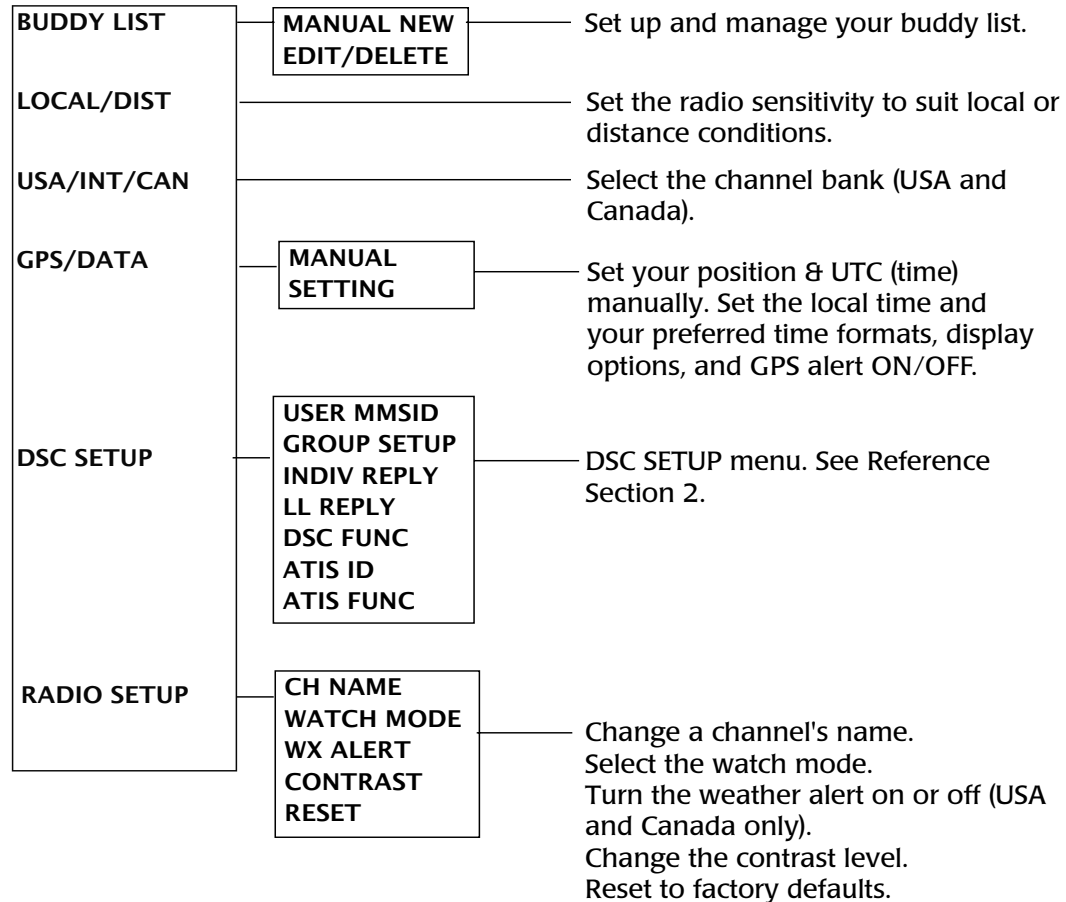 BUDDY LIST
MANUAL NEW
EDIT/DELETE
Set up and manage your buddy list.
LOCAL/DIST
Set the radio sensitivity to suit local or
distance conditions.
USA/INT/CAN
Select the channel bank (USA and
Canada).
GPS/DATA
MANUAL
SETTING
Set your position & UTC (time)
manually. Set the local time and
your preferred time formats, display
options, and GPS alert ON/OFF.
DSC SETUP
USER MMSID
GROUP SETUP
INDIV REPLY
LL REPLY
DSC FUNC
ATIS ID
ATIS FUNC
DSC SETUP menu. See Reference
Section 2.
RADIO SETUP
CH NAME
WATCH MODE
WX ALERT
CONTRAST
RESET
Change a channel's name.
Select the watch mode.
Turn the weather alert on or off (USA
and Canada only).
Change the contrast level.
Reset to factory defaults.